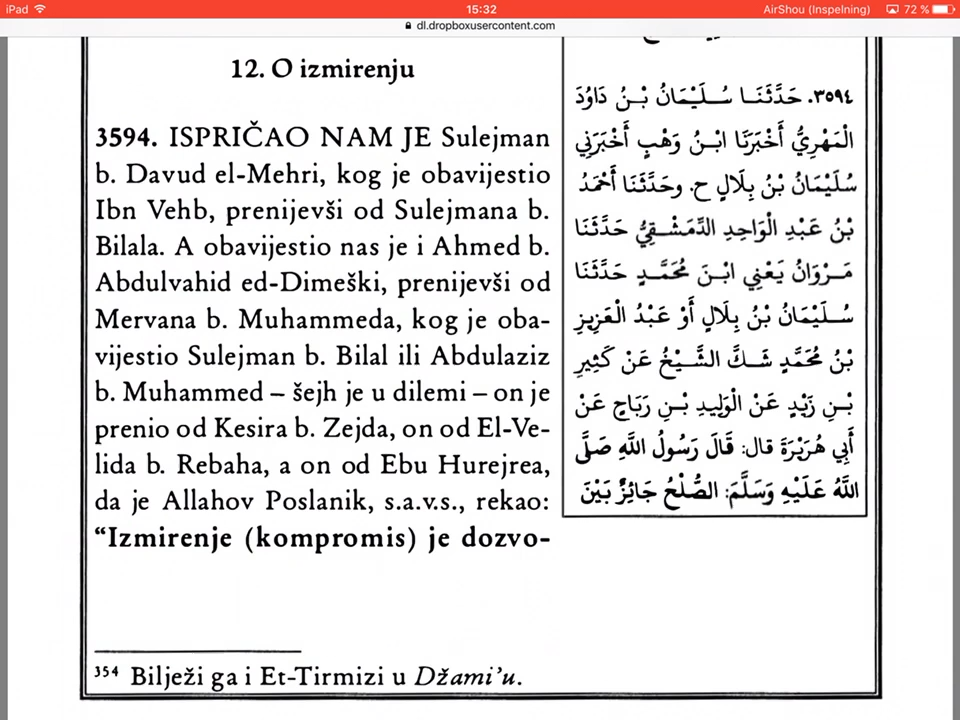 iPad
15:32
AirShou (Inspelning)
72 %
dl.dropboxusercontent.com
12. O izmirenju
3594. ISPRIČAO NAM JE Sulejman
b. Davud el-Mehri, kog je obavijestio
Ibn Vehb, prenijevši od Sulejmana b.
Bilala. A obavijestio nas je i Ahmed b.
Abdulvahid ed-Dimeški, prenijevši od
Mervana b. Muhammeda, kog je oba-
vijestio Sulejman b. Bilal ili Abdulaziz
b. Muhammed – šejh je u dilemi – on je
prenio od Kesira b. Zejda, on od El-Ve-
lida b. Rebaha, a on od Ebu Hurejrea,
da je Allahov Poslanik, s.a.v.s., rekao:
“Izmirenje (kompromis) je dozvo-
٣٥٩٤. حَدَّثَنَا سُلَيْمَانُ بْنُ دَاوُدَ
الْمَهْرِيُّ أَخْبَرَنَا ابْنُ وَهْبٍ أَخْبَرَنِي
سُلَيْمَانُ بْنُ بِلَالٍ ح. وحَدَّثَنَا أَحْمَدُ
بْنُ عَبْدِ الْوَاحِدِ الدِّمَشْقِيُّ حَدَّثَنَا
مَرْوَانُ يَعْنِي ابْنَ مُحَمَّدٍ حَدَّثَنَا
سُلَيْمَانُ بْنُ بِلَالٍ أَوْ عَبْدُ الْعَزِيزِ
بْنُ مُحَمَّدٍ شَكَّ الشَّيْخُ عَنْ كَثِيرِ
بْنِ زَيْدٍ عَنْ الْوَلِيدِ بْنِ رَبَاحٍ عَنْ
أَبِي هُرَيْرَةَ قال: قَالَ رَسُولُ اللَّهِ صَلَّى
اللَّهُ عَلَيْهِ وَسَلَّمَ: الصُّلْحُ جَائِزٌ بَيْنَ
354 Bilježi ga i Et-Tirmizi u Džami’u.